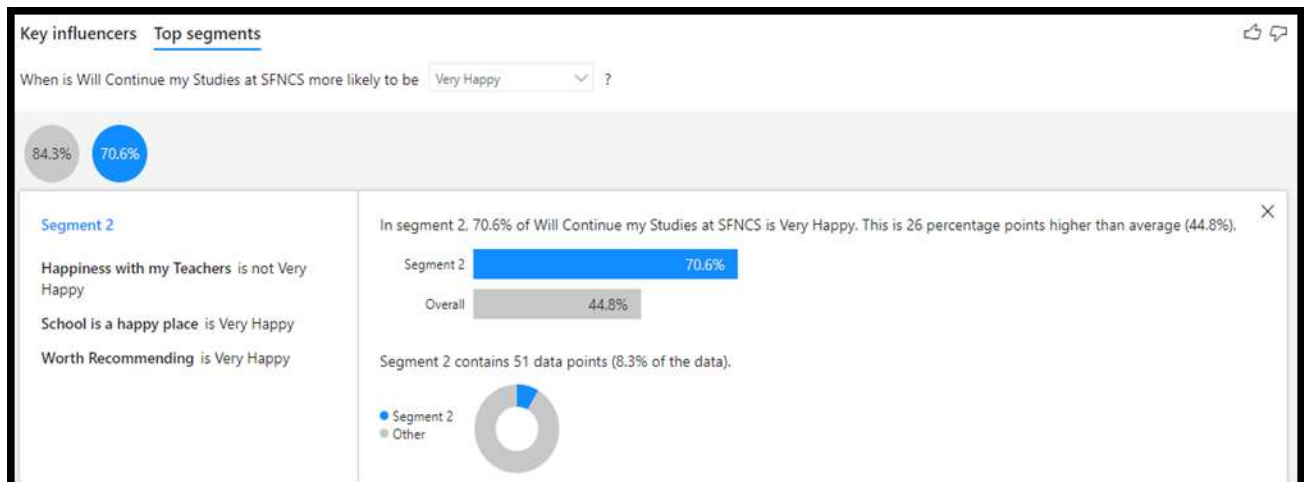 Key influencers Top segments
When is Will Continue my Studies at SFNCS more likely to be Very Happy ?
84.3% 70.6%
Segment 2
Happiness with my Teachers is not Very
Happy
School is a happy place is Very Happy
Worth Recommending is Very Happy
In segment 2, 70.6% of Will Continue my Studies at SFNCS is Very Happy. This is 26 percentage points higher than average (44.8%).
Segment 2 70.6%
Overall 44.8%
Segment 2 contains 51 data points (8.3% of the data).
Segment 2
Other